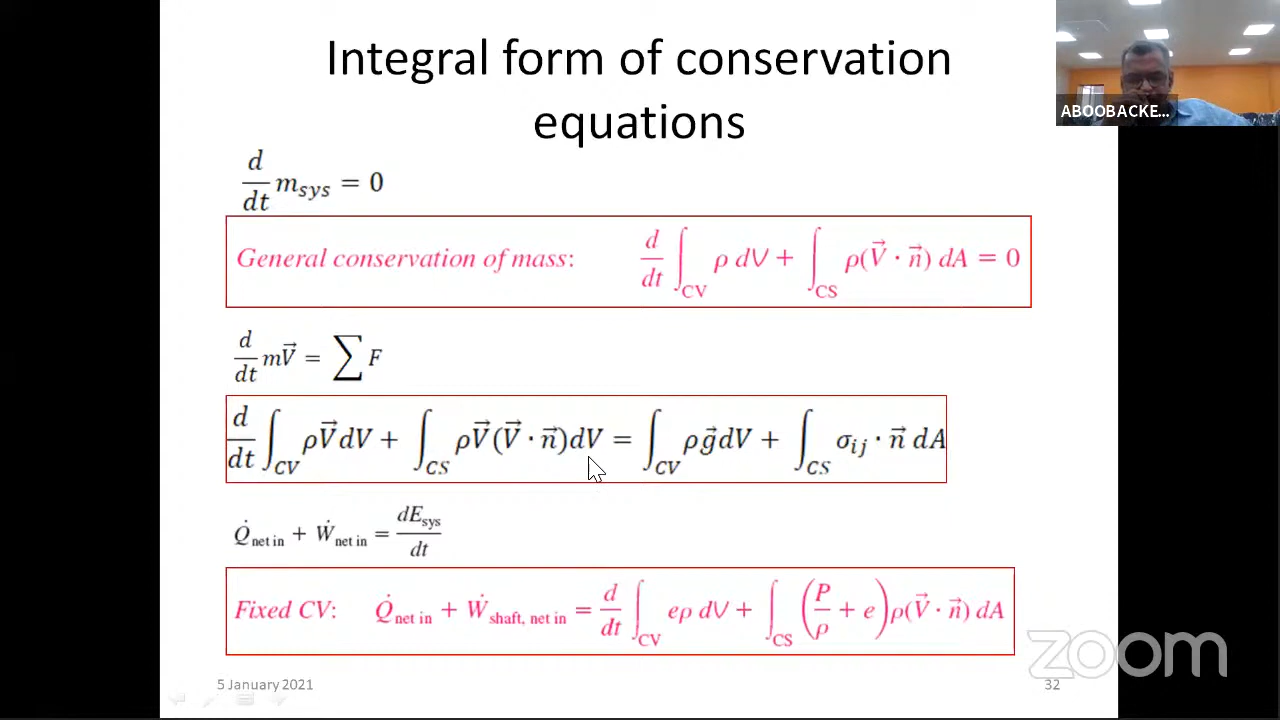 Integral form of conservation
equations
ABOOBACKE...
d/dt m_sys = 0
General conservation of mass: d/dt ∫_CV ρ dV + ∫_CS ρ(V⃗ · n⃗) dA = 0
d/dt mV⃗ = ∑ F
d/dt ∫_CV ρV⃗dV + ∫_CS ρV⃗(V⃗ · n⃗)dV = ∫_CV ρg⃗dV + ∫_CS σ_ij · n⃗ dA
Q̇_net in + Ẇ_net in = dE_sys/dt
Fixed CV: Q̇_net in + Ẇ_shaft, net in = d/dt ∫_CV eρ dV + ∫_CS (P/ρ + e)ρ(V⃗ · n⃗) dA
zoom
5 January 2021
32